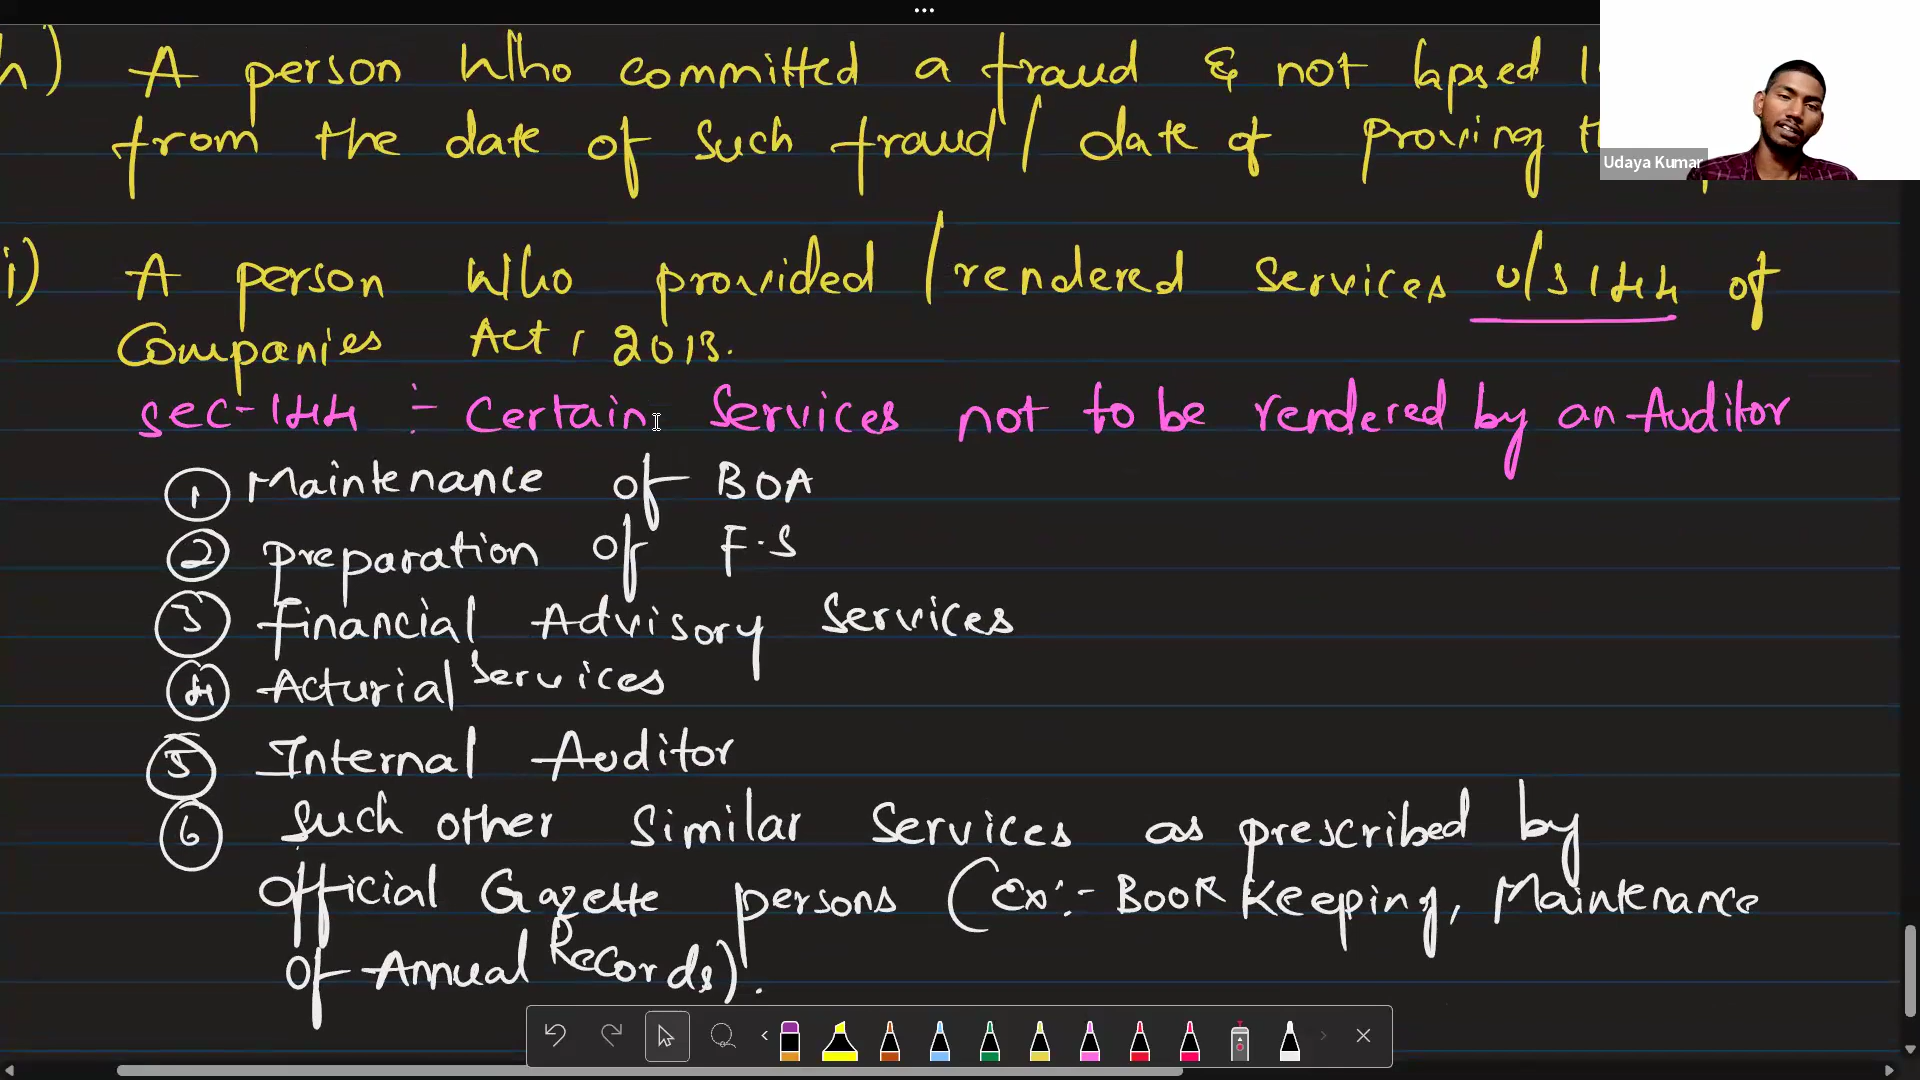 h) A person who committed a fraud & not lapsed
from the date of such fraud / date of proving
Udaya Kumar
i) A person who provided / rendered services u/s 144 of
Companies Act, 2013.
Sec-144 :- Certain Services not to be rendered by an Auditor
1 Maintenance of BOA
2 Preparation of F.S
3 Financial Advisory Services
4 Acturial Services
5 Internal Auditor
6 Such other Similar Services as prescribed by
Official Gazette persons (Ex:- Book Keeping, Maintenance
of Annual Records).